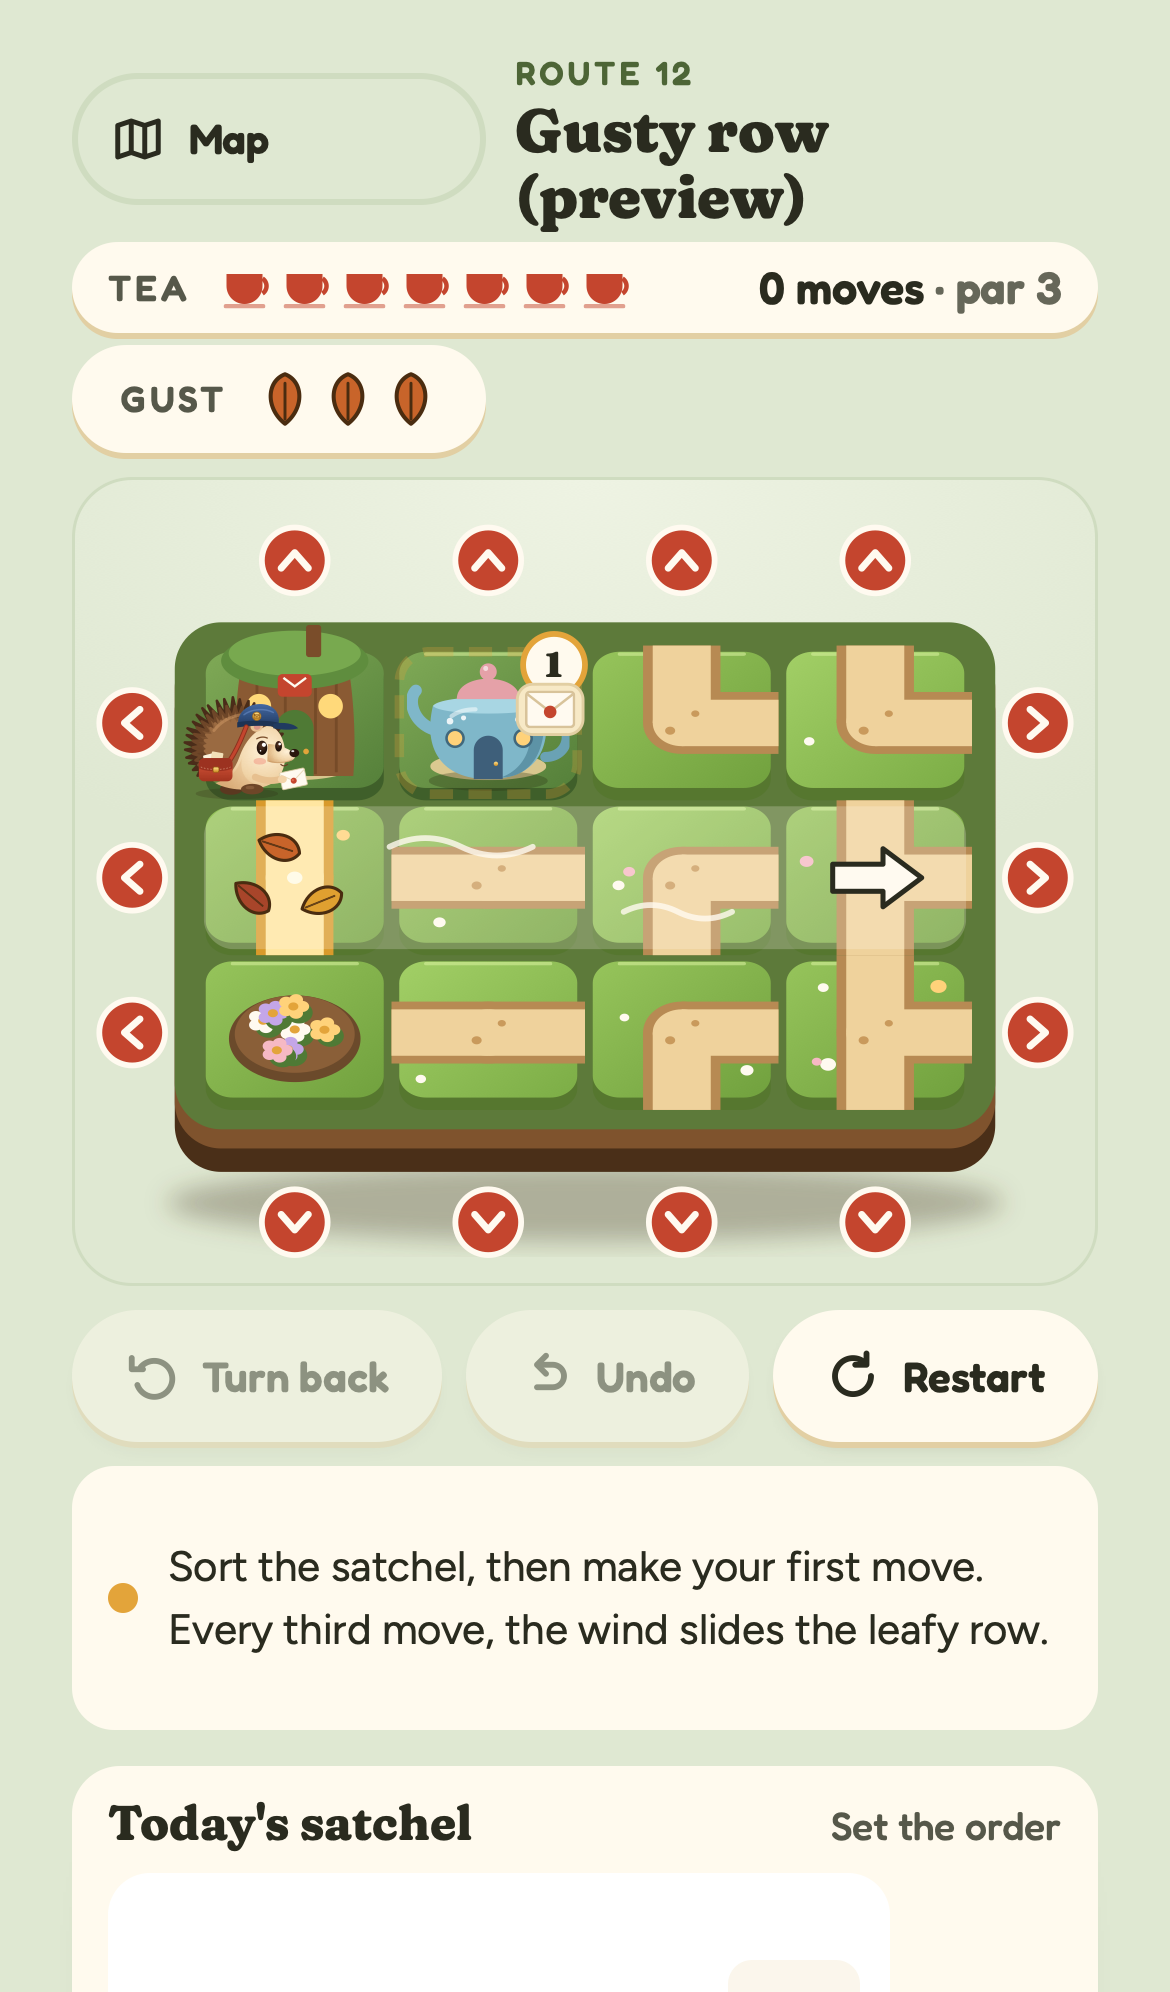 ROUTE 12
Map
Gusty row
(preview)
TEA
0 moves · par 3
GUST
1
Turn back
Undo
Restart
Sort the satchel, then make your first move.
Every third move, the wind slides the leafy row.
Today's satchel
Set the order